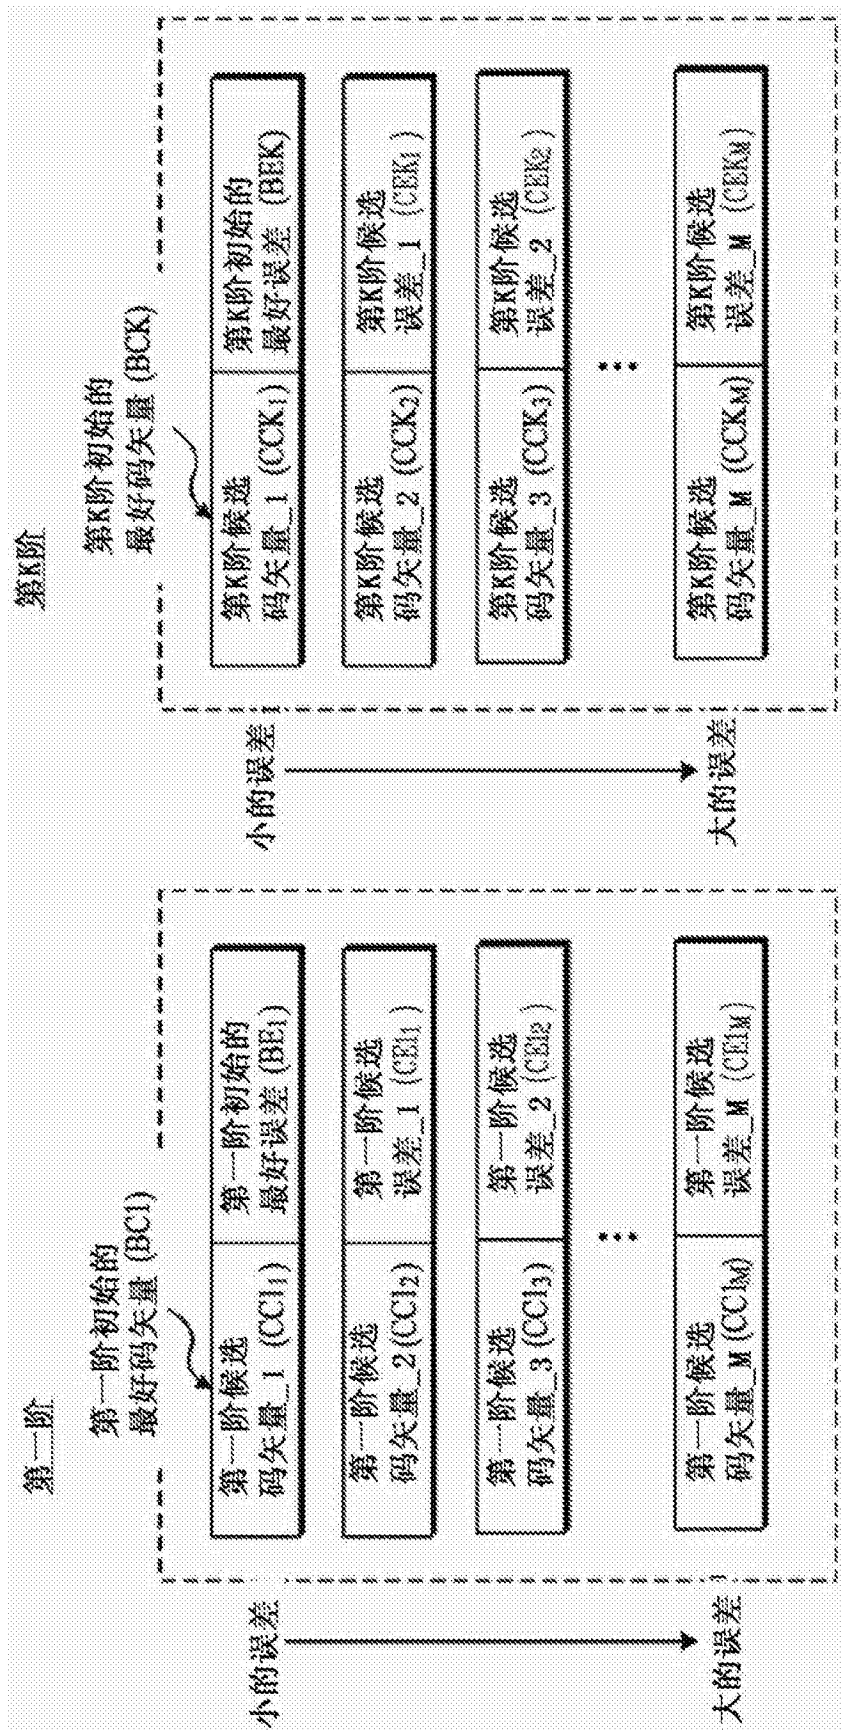 第一阶
第一阶初始的
最好码矢量 (BC1)
小的误差
大的误差
第一阶候选
码矢量_1 (CC1₁)
第一阶初始的
最好误差 (BE₁)
第一阶候选
码矢量_2 (CC1₂)
第一阶候选
误差_1 (CE1₁)
第一阶候选
码矢量_3 (CC1₃)
第一阶候选
误差_2 (CE1₂)
第一阶候选
码矢量_M (CC1M)
第一阶候选
误差_M (CE1M)
第K阶
第K阶初始的
最好码矢量 (BCK)
小的误差
大的误差
第K阶候选
码矢量_1 (CCK₁)
第K阶初始的
最好误差 (BEK)
第K阶候选
码矢量_2 (CCK₂)
第K阶候选
误差_1 (CEK₁)
第K阶候选
码矢量_3 (CCK₃)
第K阶候选
误差_2 (CEK₂)
第K阶候选
码矢量_M (CCKM)
第K阶候选
误差_M (CEKM)